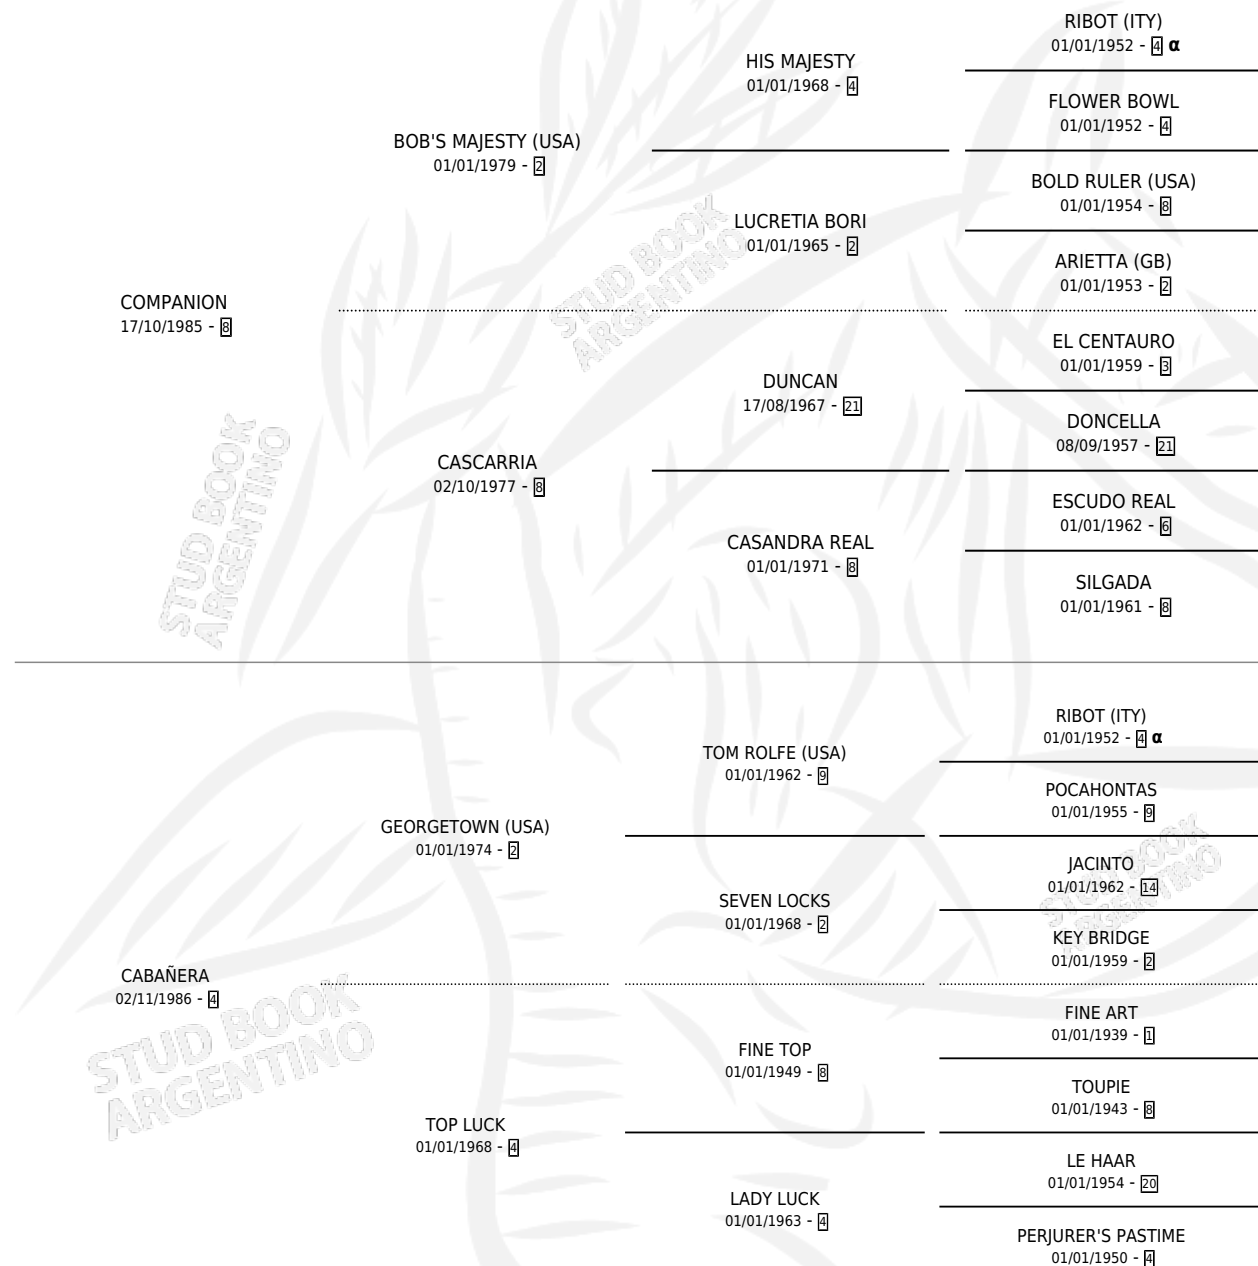 RIBOT (ITY)
01/01/1952 - 4 α
HIS MAJESTY
01/01/1968 - 4
FLOWER BOWL
01/01/1952 - 4
BOB'S MAJESTY (USA)
01/01/1979 - 2
BOLD RULER (USA)
01/01/1954 - 8
LUCRETIA BORI
01/01/1965 - 2
ARIETTA (GB)
01/01/1953 - 2
COMPANION
17/10/1985 - 8
EL CENTAURO
01/01/1959 - 3
DUNCAN
17/08/1967 - 21
DONCELLA
08/09/1957 - 21
CASCARRIA
02/10/1977 - 8
ESCUDO REAL
01/01/1962 - 6
CASANDRA REAL
01/01/1971 - 8
SILGADA
01/01/1961 - 8
STUD BOOK
ARGENTINO
STUD BOOK
ARGENTINO
RIBOT (ITY)
01/01/1952 - 4 α
TOM ROLFE (USA)
01/01/1962 - 9
POCAHONTAS
01/01/1955 - 9
GEORGETOWN (USA)
01/01/1974 - 2
JACINTO
01/01/1962 - 14
SEVEN LOCKS
01/01/1968 - 2
KEY BRIDGE
01/01/1959 - 2
CABAÑERA
02/11/1986 - 4
FINE ART
01/01/1939 - 1
FINE TOP
01/01/1949 - 8
TOUPIE
01/01/1943 - 8
TOP LUCK
01/01/1968 - 4
LE HAAR
01/01/1954 - 20
LADY LUCK
01/01/1963 - 4
PERJURER'S PASTIME
01/01/1950 - 4
STUD BOOK
ARGENTINO
STUD BOOK
ARGENTINO